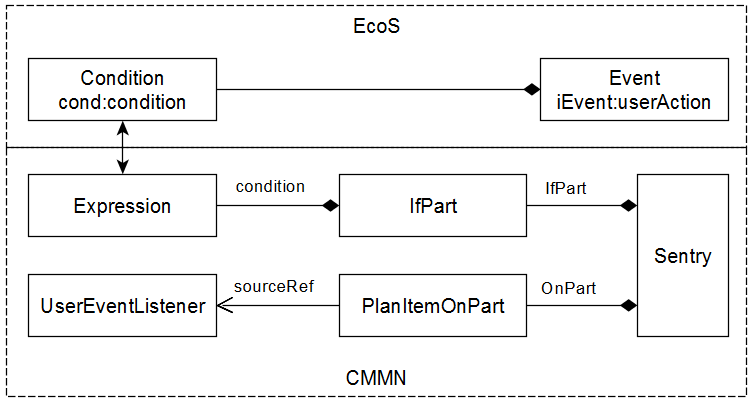 EcoS
Condition
cond:condition
Event
iEvent:userAction
Expression
condition
IfPart
IfPart
Sentry
UserEventListener
sourceRef
PlanItemOnPart
OnPart
CMMN